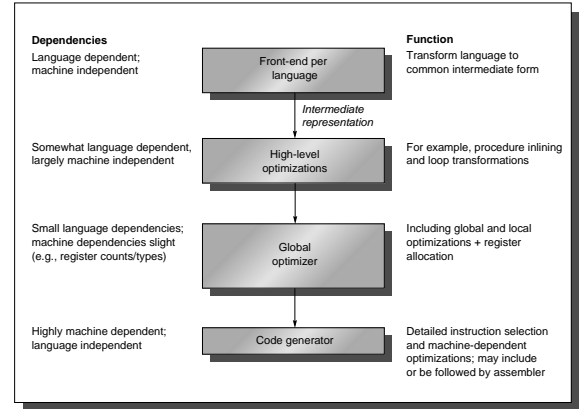 Dependencies
Language dependent;
machine independent
Front-end per
language
Function
Transform language to
common intermediate form
Intermediate
representation
Somewhat language dependent,
largely machine independent
High-level
optimizations
For example, procedure inlining
and loop transformations
Small language dependencies;
machine dependencies slight
(e.g., register counts/types)
Global
optimizer
Including global and local
optimizations + register
allocation
Highly machine dependent;
language independent
Code generator
Detailed instruction selection
and machine-dependent
optimizations; may include
or be followed by assembler